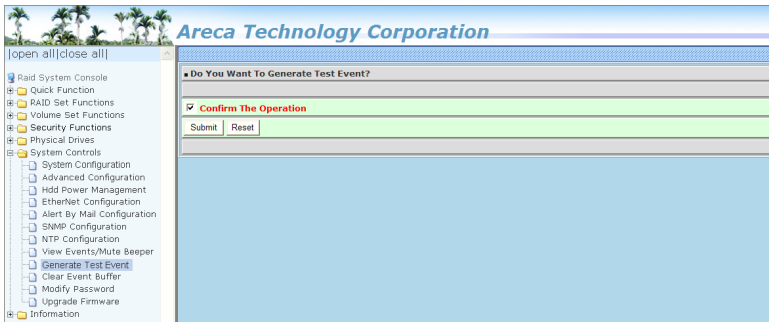 Areca Technology Corporation
|open all|close all|
Raid System Console
Quick Function
RAID Set Functions
Volume Set Functions
Security Functions
Physical Drives
System Controls
System Configuration
Advanced Configuration
Hdd Power Management
EtherNet Configuration
Alert By Mail Configuration
SNMP Configuration
NTP Configuration
View Events/Mute Beeper
Generate Test Event
Clear Event Buffer
Modify Password
Upgrade Firmware
Information
Do You Want To Generate Test Event?
Confirm The Operation
Submit Reset